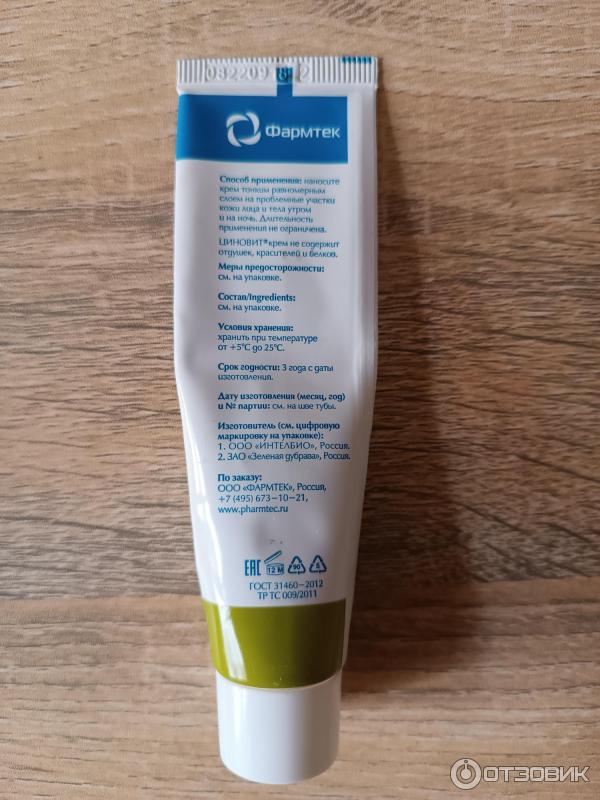 Фармтек
Способ применения: наносите
крем тонким равномерным
слоем на проблемные участки
кожи лица и тела утром
и на ночь. Длительность
применения не ограничена.
ЦИНОВИТ® крем не содержит
отдушек, красителей и белков.
Меры предосторожности:
см. на упаковке.
Состав/Ingredients:
см. на упаковке.
Условия хранения:
хранить при температуре
от +5°С до 25°С.
Срок годности: 3 года с даты
изготовления.
Дату изготовления (месяц, год)
и № партии: см. на шве тубы.
Изготовитель (см. цифровую
маркировку на упаковке):
1. ООО «ИНТЕЛБИО», Россия.
2. ЗАО «Зеленая дубрава», Россия.
По заказу:
ООО «ФАРМТЕК», Россия,
+7 (495) 673–10–21,
www.pharmtec.ru
EAC 12 M 90 5
ГОСТ 31460–2012
ТР ТС 009/2011
ОТЗОВИК